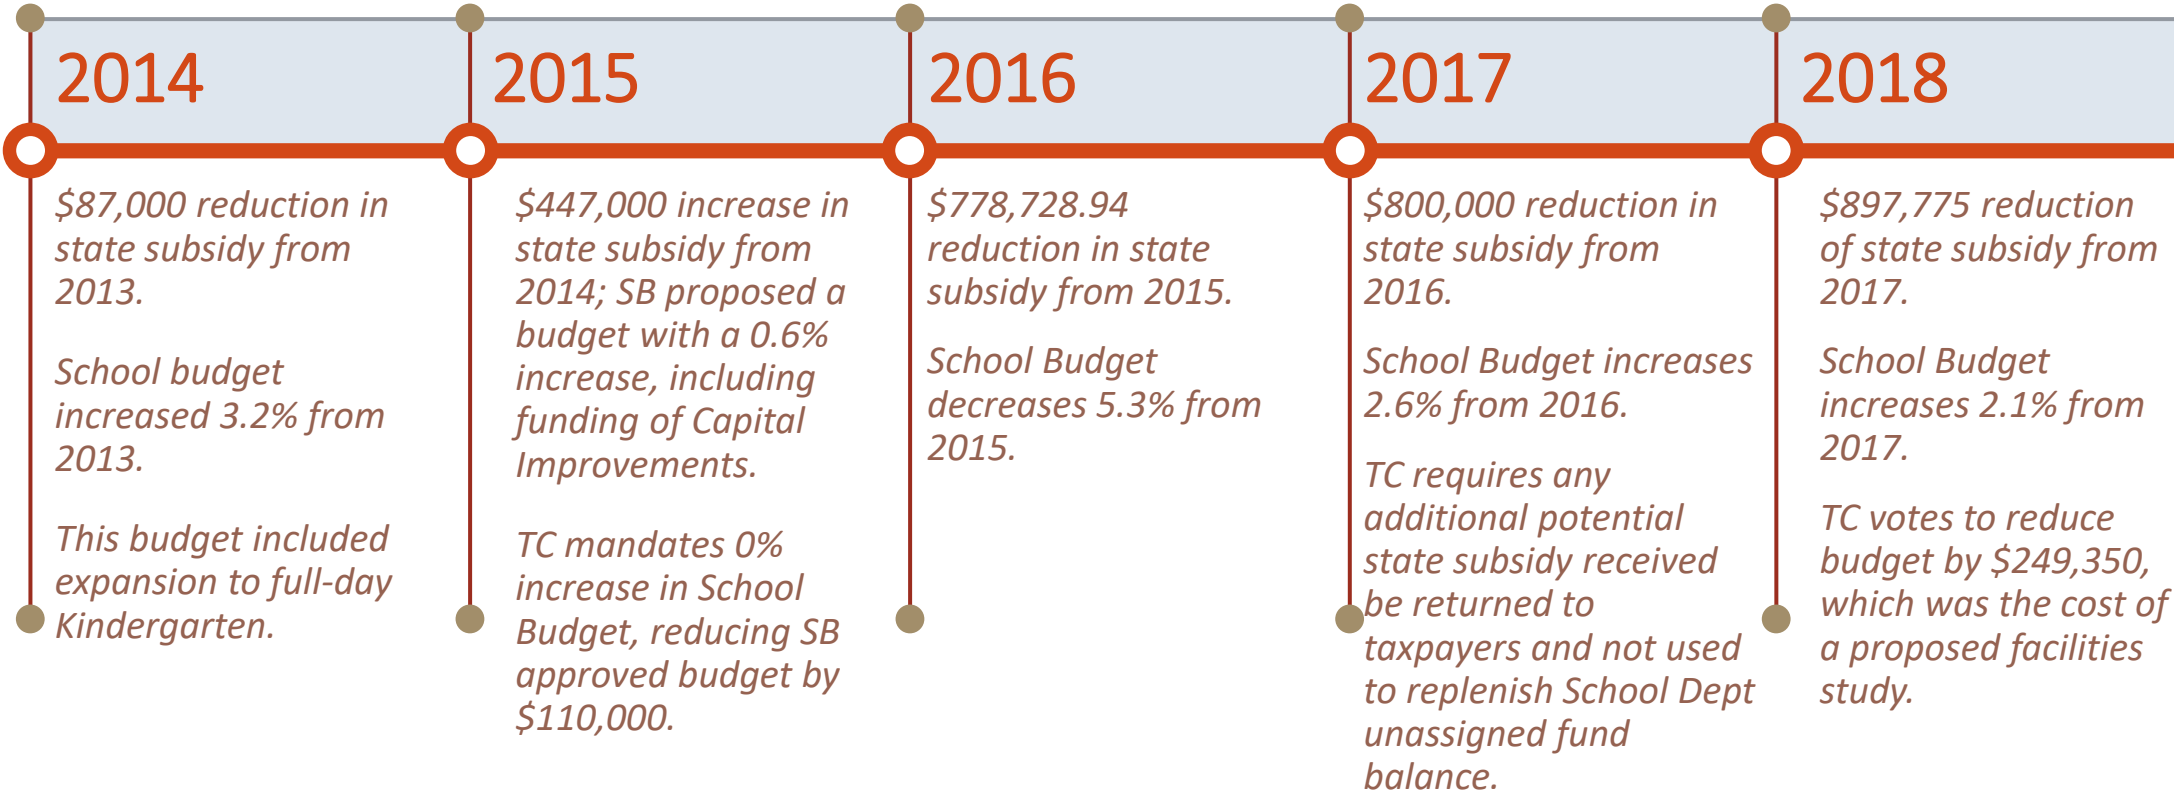 2014
$87,000 reduction in
state subsidy from
2013.
School budget
increased 3.2% from
2013.
This budget included
expansion to full-day
Kindergarten.
2015
$447,000 increase in
state subsidy from
2014; SB proposed a
budget with a 0.6%
increase, including
funding of Capital
Improvements.
TC mandates 0%
increase in School
Budget, reducing SB
approved budget by
$110,000.
2016
$778,728.94
reduction in state
subsidy from 2015.
School Budget
decreases 5.3% from
2015.
2017
$800,000 reduction in
state subsidy from
2016.
School Budget increases
2.6% from 2016.
TC requires any
additional potential
state subsidy received
be returned to
taxpayers and not used
to replenish School Dept
unassigned fund
balance.
2018
$897,775 reduction
of state subsidy from
2017.
School Budget
increases 2.1% from
2017.
TC votes to reduce
budget by $249,350,
which was the cost of
a proposed facilities
study.